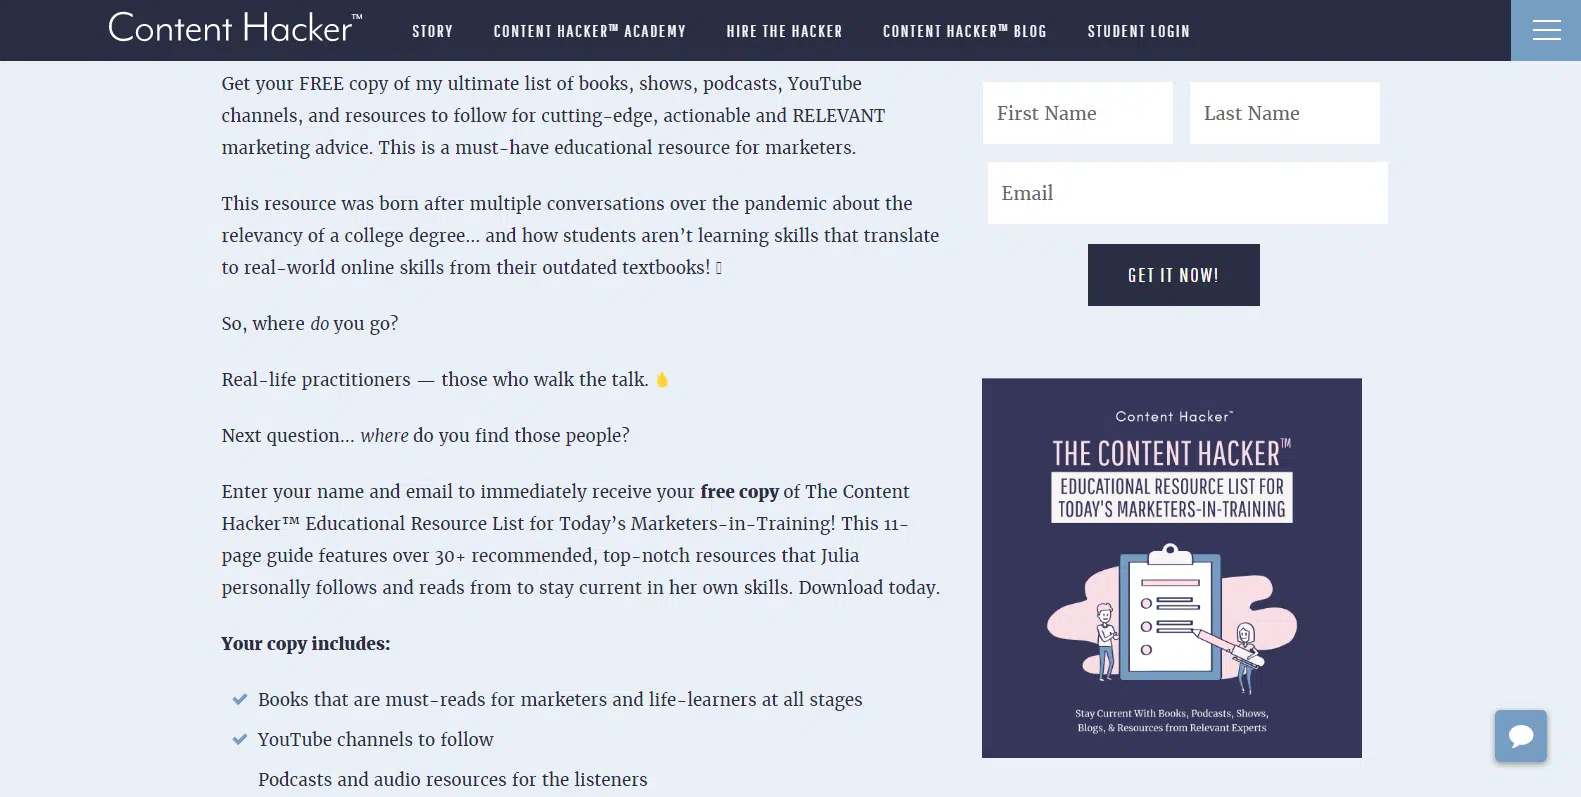 Content Hacker™ STORY CONTENT HACKER™ ACADEMY HIRE THE HACKER CONTENT HACKER™ BLOG STUDENT LOGIN
Get your FREE copy of my ultimate list of books, shows, podcasts, YouTube
channels, and resources to follow for cutting-edge, actionable and RELEVANT
marketing advice. This is a must-have educational resource for marketers.
This resource was born after multiple conversations over the pandemic about the
relevancy of a college degree... and how students aren’t learning skills that translate
to real-world online skills from their outdated textbooks!
So, where do you go?
Real-life practitioners — those who walk the talk.
Next question... where do you find those people?
Enter your name and email to immediately receive your free copy of The Content
Hacker™ Educational Resource List for Today’s Marketers-in-Training! This 11-
page guide features over 30+ recommended, top-notch resources that Julia
personally follows and reads from to stay current in her own skills. Download today.
Your copy includes:
Books that are must-reads for marketers and life-learners at all stages
YouTube channels to follow
Podcasts and audio resources for the listeners
First Name Last Name
Email
GET IT NOW!
Content Hacker™
THE CONTENT HACKER™
EDUCATIONAL RESOURCE LIST FOR
TODAY'S MARKETERS-IN-TRAINING
Stay Current With Books, Podcasts, Shows,
Blogs, & Resources from Relevant Experts